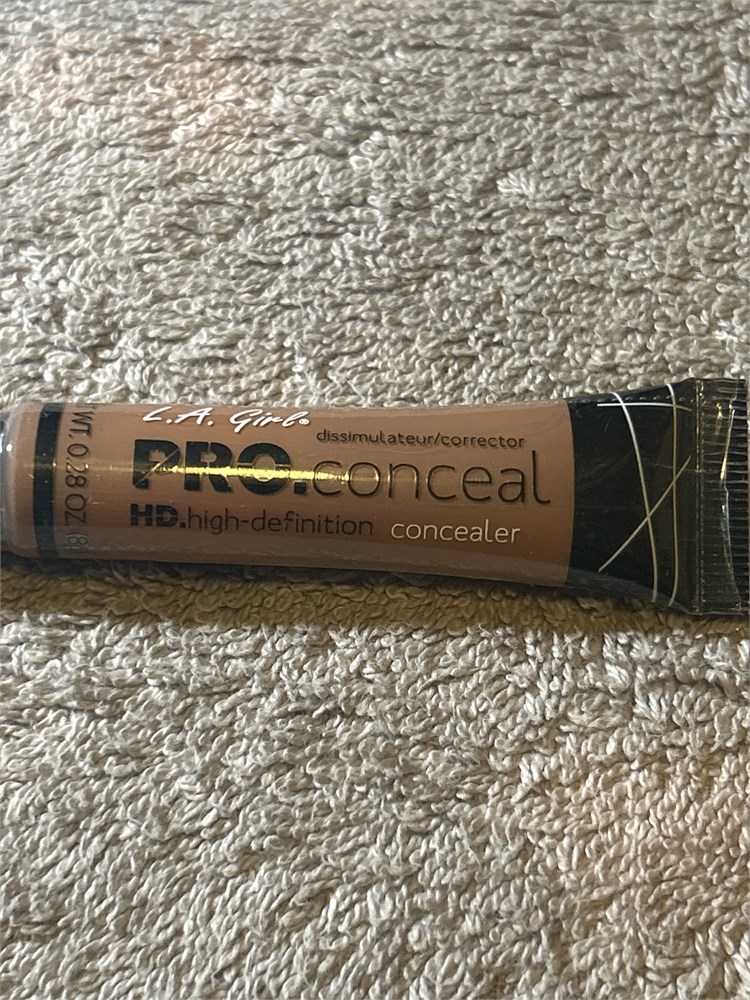 L.A. Girl®
dissimulateur/corrector
PRO.conceal
HD.high-definition concealer
WT. 0.28 OZ